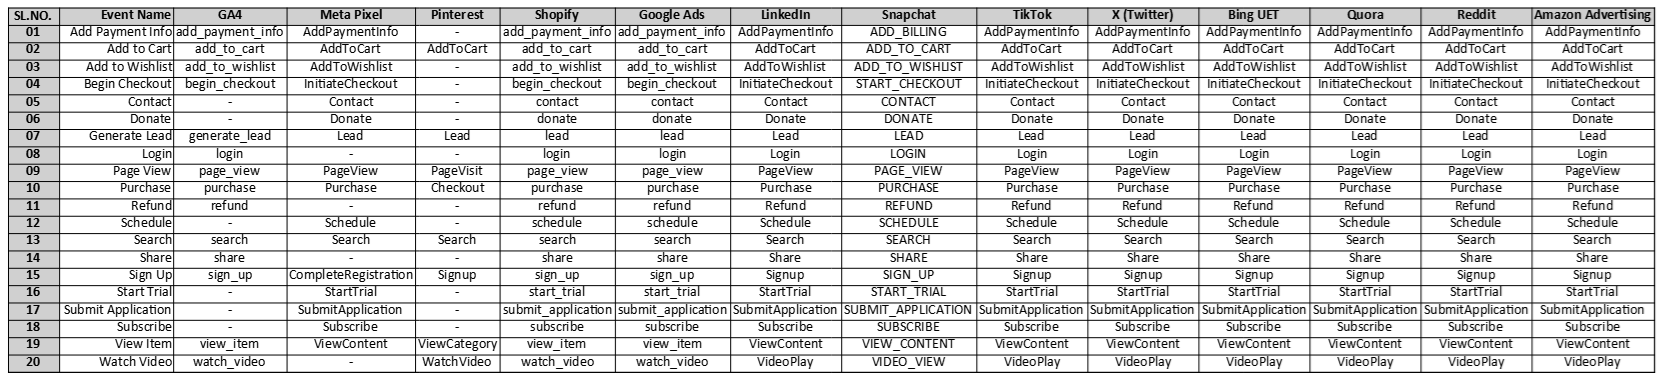 SL.NO. Event Name GA4 Meta Pixel Pinterest Shopify Google Ads LinkedIn Snapchat TikTok X (Twitter) Bing UET Quora Reddit Amazon Advertising
01 Add Payment Info add_payment_info AddPaymentInfo - add_payment_info add_payment_info AddPaymentInfo ADD_BILLING AddPaymentInfo AddPaymentInfo AddPaymentInfo AddPaymentInfo AddPaymentInfo AddPaymentInfo
02 Add to Cart add_to_cart AddToCart AddToCart add_to_cart add_to_cart AddToCart ADD_TO_CART AddToCart AddToCart AddToCart AddToCart AddToCart AddToCart
03 Add to Wishlist add_to_wishlist AddToWishlist - add_to_wishlist add_to_wishlist AddToWishlist ADD_TO_WISHLIST AddToWishlist AddToWishlist AddToWishlist AddToWishlist AddToWishlist AddToWishlist
04 Begin Checkout begin_checkout InitiateCheckout - begin_checkout begin_checkout InitiateCheckout START_CHECKOUT InitiateCheckout InitiateCheckout InitiateCheckout InitiateCheckout InitiateCheckout InitiateCheckout
05 Contact - Contact - contact contact Contact CONTACT Contact Contact Contact Contact Contact Contact
06 Donate - Donate - donate donate Donate DONATE Donate Donate Donate Donate Donate Donate
07 Generate Lead generate_lead Lead Lead lead lead Lead LEAD Lead Lead Lead Lead Lead Lead
08 Login login - - login login Login LOGIN Login Login Login Login Login Login
09 Page View page_view PageView PageVisit page_view page_view PageView PAGE_VIEW PageView PageView PageView PageView PageView PageView
10 Purchase purchase Purchase Checkout purchase purchase Purchase PURCHASE Purchase Purchase Purchase Purchase Purchase Purchase
11 Refund refund - - refund refund Refund REFUND Refund Refund Refund Refund Refund Refund
12 Schedule - Schedule - schedule schedule Schedule SCHEDULE Schedule Schedule Schedule Schedule Schedule Schedule
13 Search search Search Search search search Search SEARCH Search Search Search Search Search Search
14 Share share - - share share Share SHARE Share Share Share Share Share Share
15 Sign Up sign_up CompleteRegistration Signup sign_up sign_up Signup SIGN_UP Signup Signup Signup Signup Signup Signup
16 Start Trial - StartTrial - start_trial start_trial StartTrial START_TRIAL StartTrial StartTrial StartTrial StartTrial StartTrial StartTrial
17 Submit Application - SubmitApplication - submit_application submit_application SubmitApplication SUBMIT_APPLICATION SubmitApplication SubmitApplication SubmitApplication SubmitApplication SubmitApplication SubmitApplication
18 Subscribe - Subscribe - subscribe subscribe Subscribe SUBSCRIBE Subscribe Subscribe Subscribe Subscribe Subscribe Subscribe
19 View Item view_item ViewContent ViewCategory view_item view_item ViewContent VIEW_CONTENT ViewContent ViewContent ViewContent ViewContent ViewContent ViewContent
20 Watch Video watch_video - WatchVideo watch_video watch_video VideoPlay VIDEO_VIEW VideoPlay VideoPlay VideoPlay VideoPlay VideoPlay VideoPlay